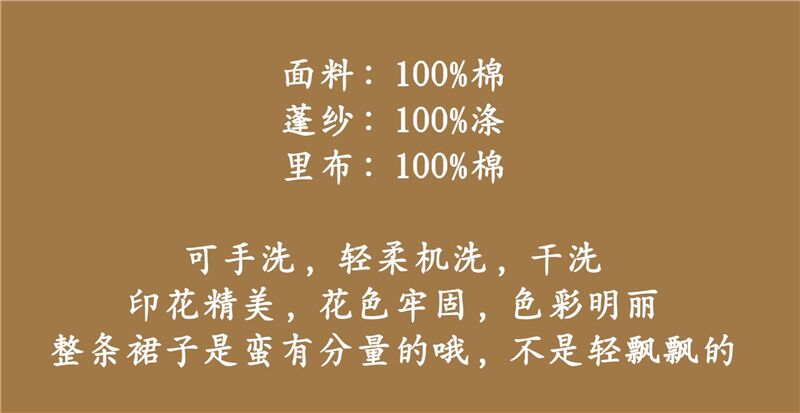 面料：100%棉
蓬纱：100%涤
里布：100%棉
可手洗，轻柔机洗，干洗
印花精美，花色牢固，色彩明丽
整条裙子是蛮有分量的哦，不是轻飘飘的